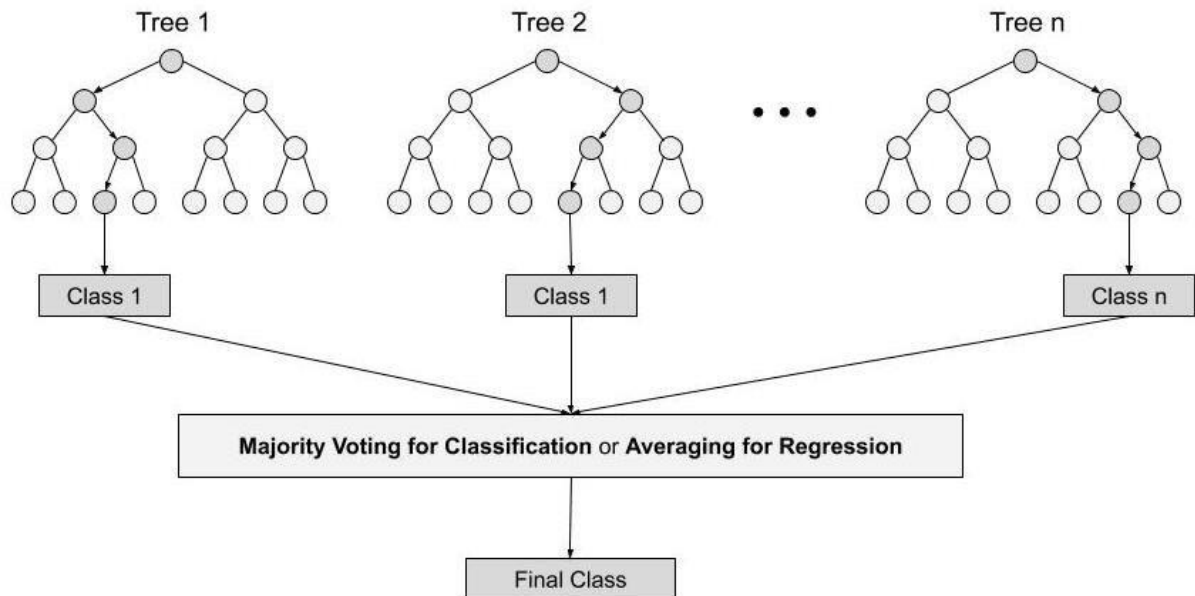 Tree 1
Tree 2
Tree n
Class 1
Class 1
Class n
Majority Voting for Classification or Averaging for Regression
Final Class